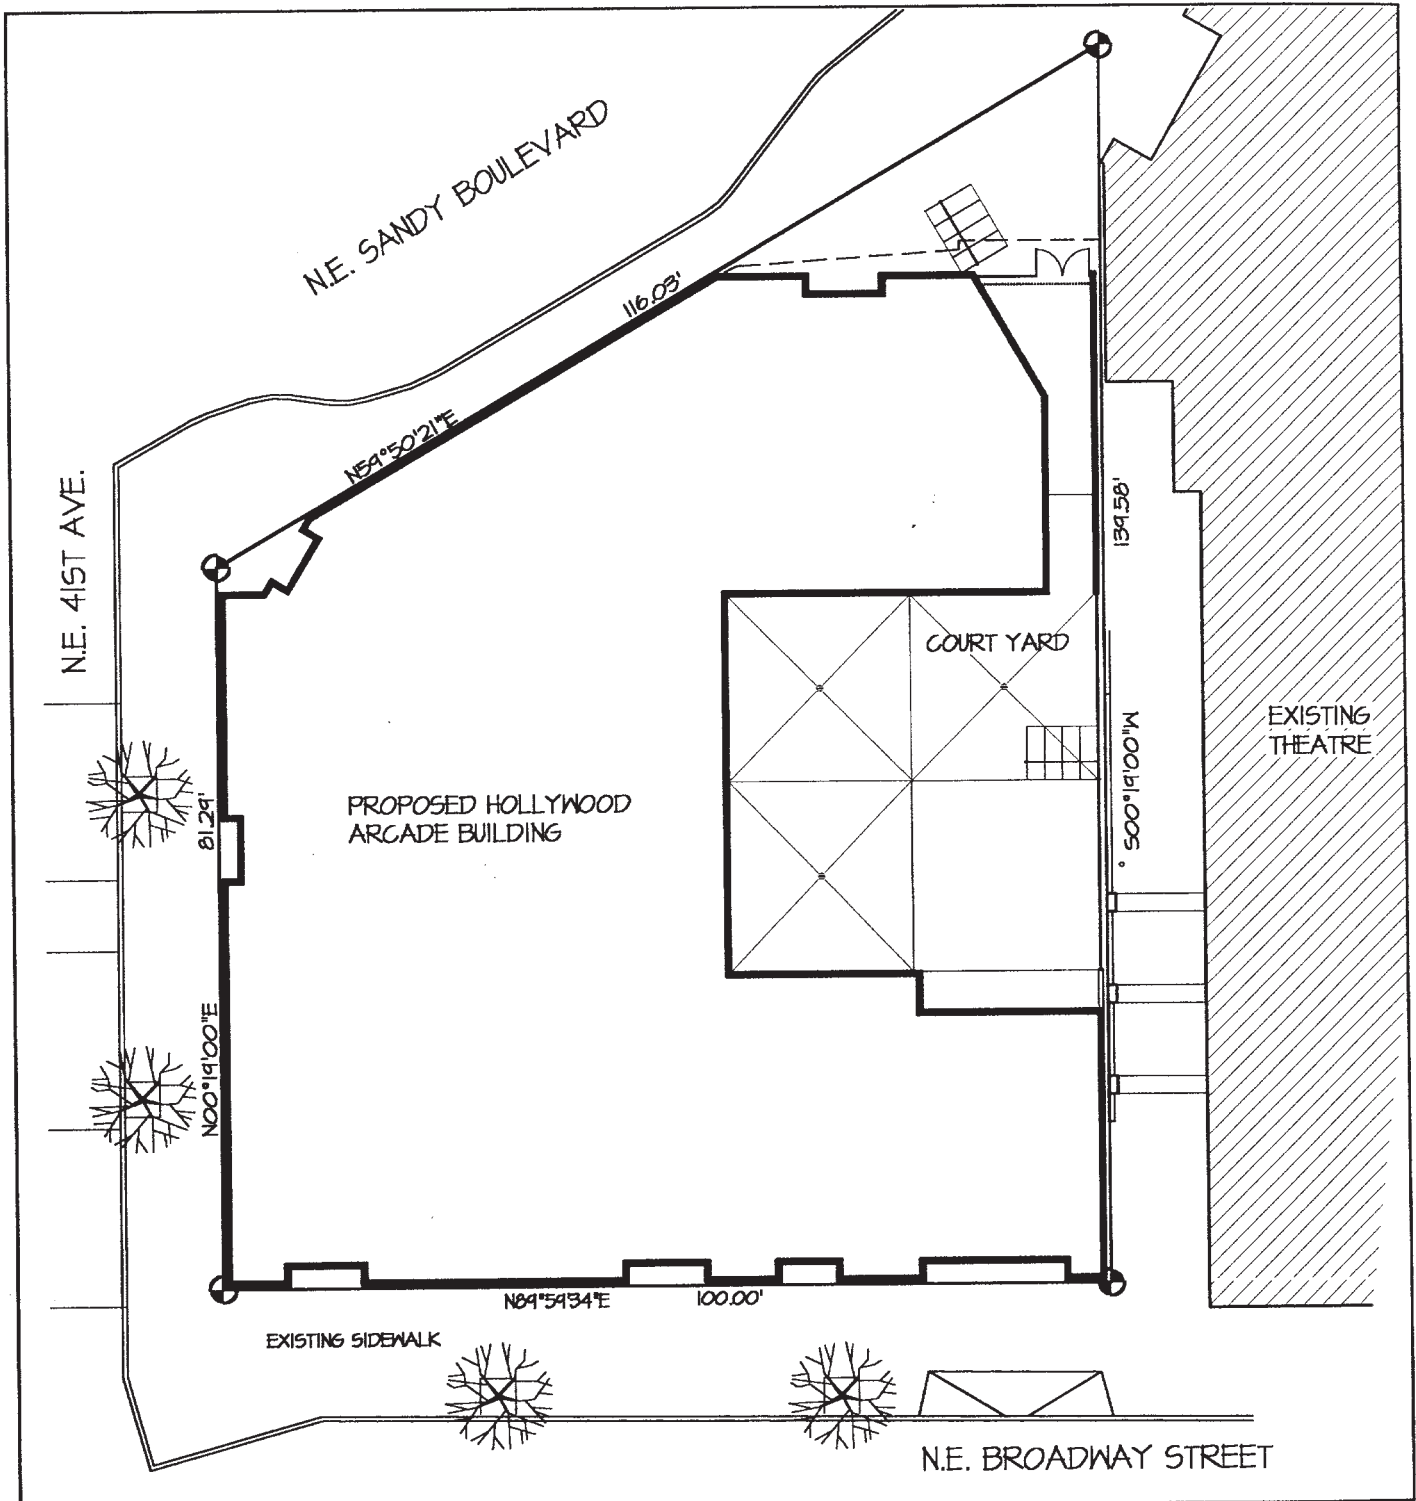 N.E. SANDY BOULEVARD
116.03'
N59°50'21"E
N.E. 41ST AVE.
139.58'
COURT YARD
S00°19'00"W
EXISTING
THEATRE
PROPOSED HOLLYWOOD
ARCADE BUILDING
81.29'
N00°19'00"E
N89°59'34"E
100.00'
EXISTING SIDEWALK
N.E. BROADWAY STREET